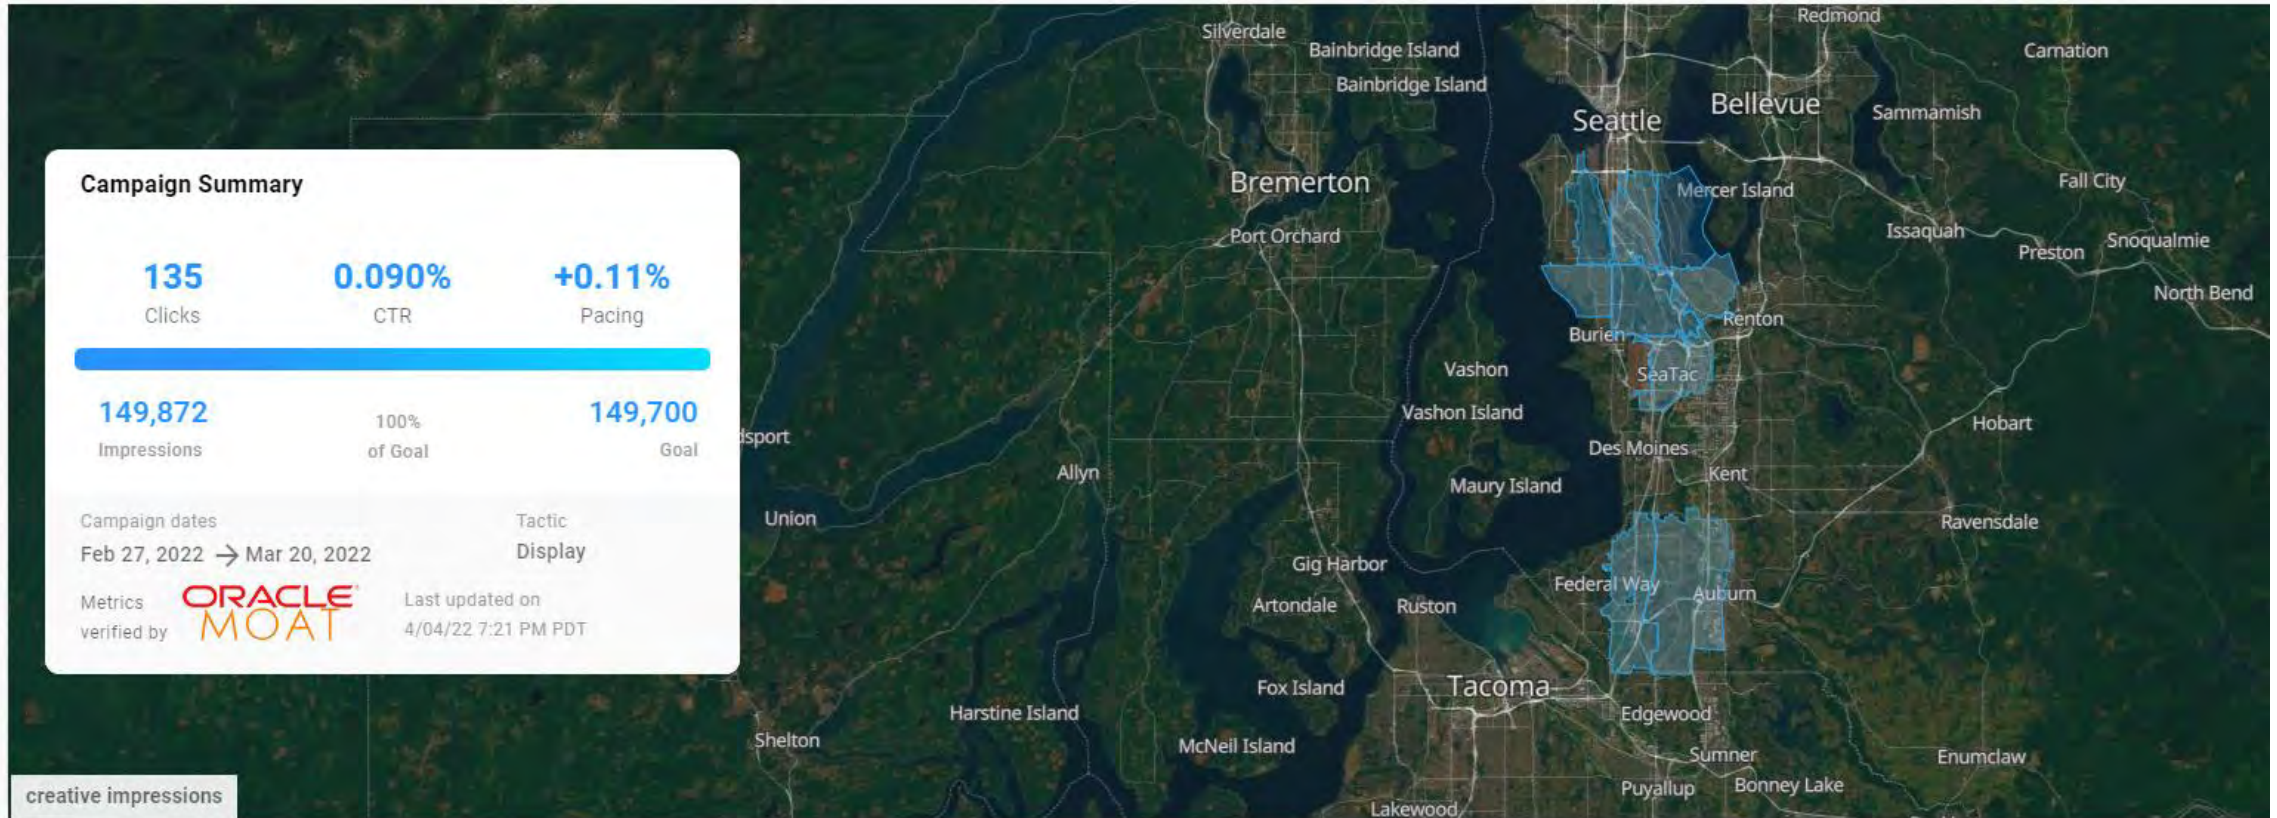 Campaign Summary
135
0.090%
+0.11%
Clicks
CTR
Pacing
149,872
100%
149,700
Impressions
of Goal
Goal
Campaign dates
Tactic
Feb 27, 2022 → Mar 20, 2022
Display
Metrics
verified by
ORACLE
MOAT
Last updated on
4/04/22 7:21 PM PDT
creative impressions
Silverdale
Bainbridge Island
Bainbridge Island
Redmond
Carnation
Seattle
Bellevue
Sammamish
Bremerton
Mercer Island
Fall City
Port Orchard
Issaquah
Preston
Snoqualmie
North Bend
Burien
Renton
Vashon
SeaTac
Vashon Island
Hobart
dsport
Des Moines
Allyn
Kent
Maury Island
Union
Ravensdale
Gig Harbor
Federal Way
Auburn
Artondale
Ruston
Fox Island
Tacoma
Harstine Island
Edgewood
Shelton
McNeil Island
Sumner
Enumclaw
Puyallup
Bonney Lake
Lakewood